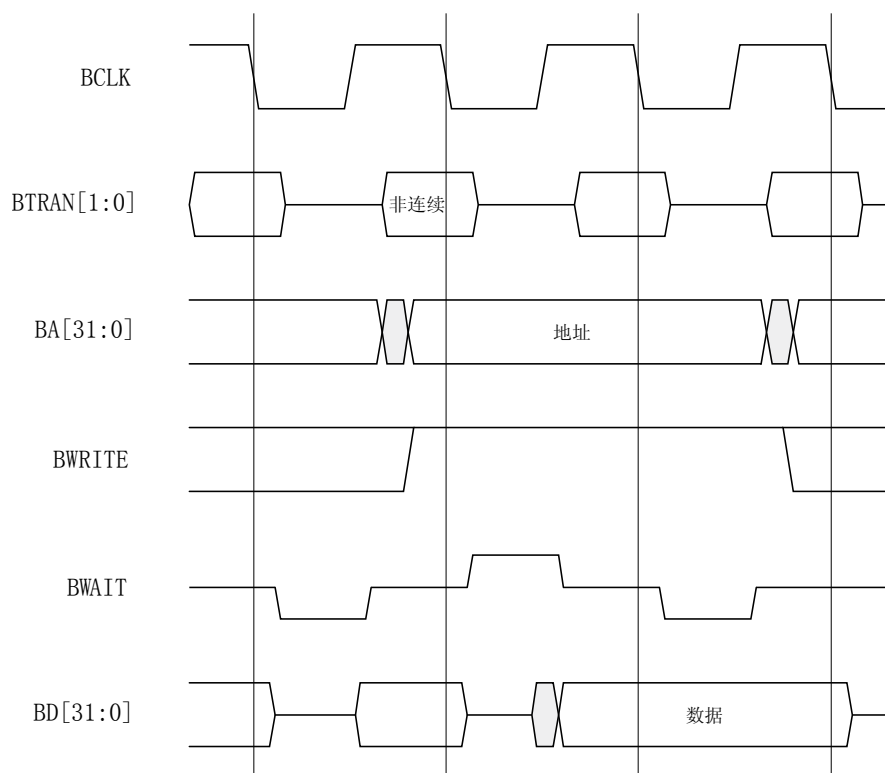 BCLK
BTRAN[1:0]
非连续
BA[31:0]
地址
BWRITE
BWAIT
BD[31:0]
数据